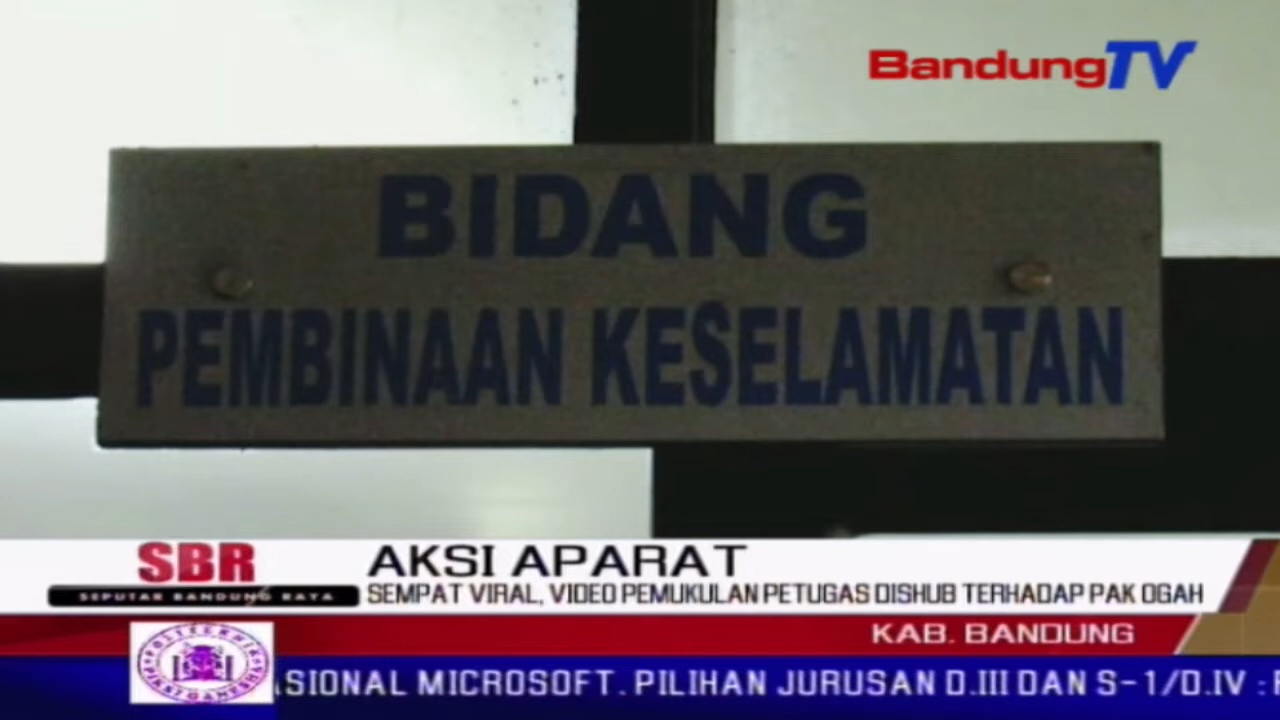 BandungTV
BIDANG
PEMBINAAN KESELAMATAN
SBR
SEPUTAR BANDUNG RAYA
AKSI APARAT
SEMPAT VIRAL, VIDEO PEMUKULAN PETUGAS DISHUB TERHADAP PAK OGAH
KAB. BANDUNG
ASIONAL MICROSOFT. PILIHAN JURUSAN D.III DAN S-1/D.IV :